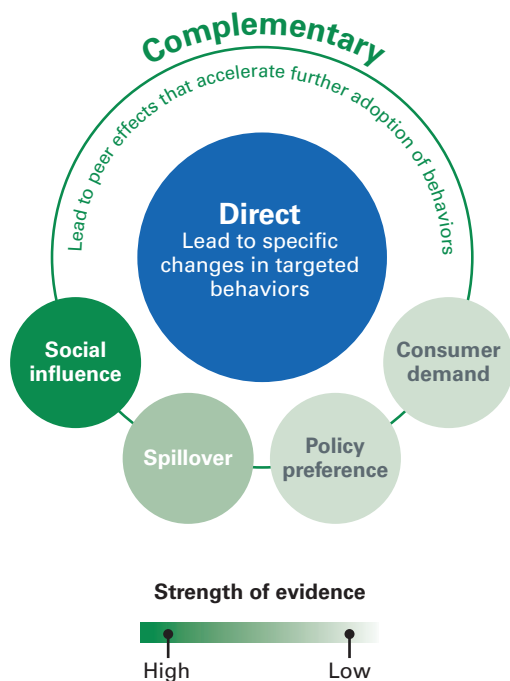 Complementary
Lead to peer effects that accelerate further adoption of behaviors
Direct
Lead to specific
changes in targeted
behaviors
Social
influence
Spillover
Policy
preference
Consumer
demand
Strength of evidence
High
Low